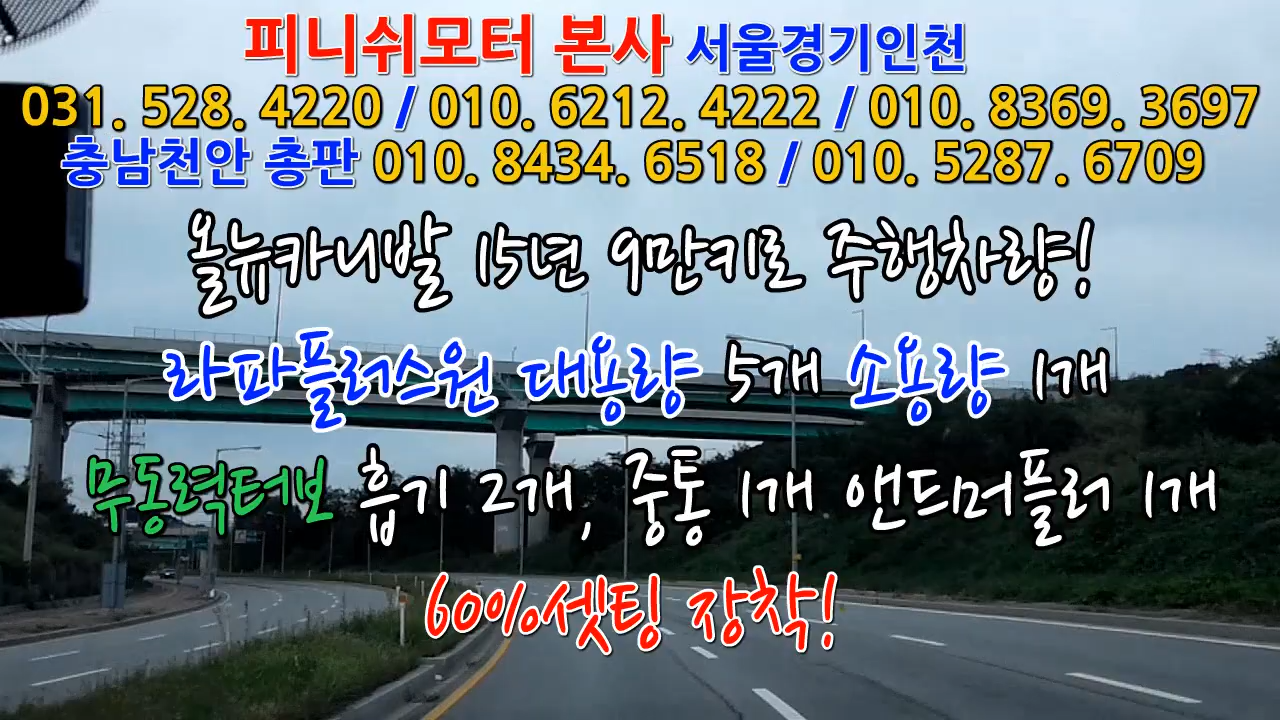 피니쉬모터 본사 서울경기인천
031. 528. 4220 / 010. 6212. 4222 / 010. 8369. 3697
충남천안 총판 010. 8434. 6518 / 010. 5287. 6709
올뉴카니발 15년 9만키로 주행차량!
라파플러스원 대용량 5개 소용량 1개
무동력터보 흡기 2개, 중통 1개 앤드머플러 1개
60%셋팅 장착!